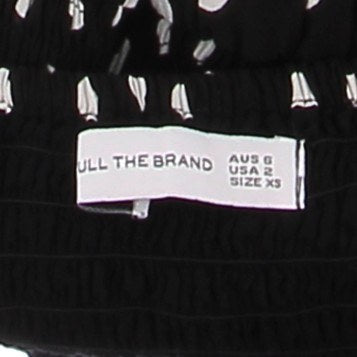 ULL THE BRAND
AUS 6
USA 2
SIZE XS